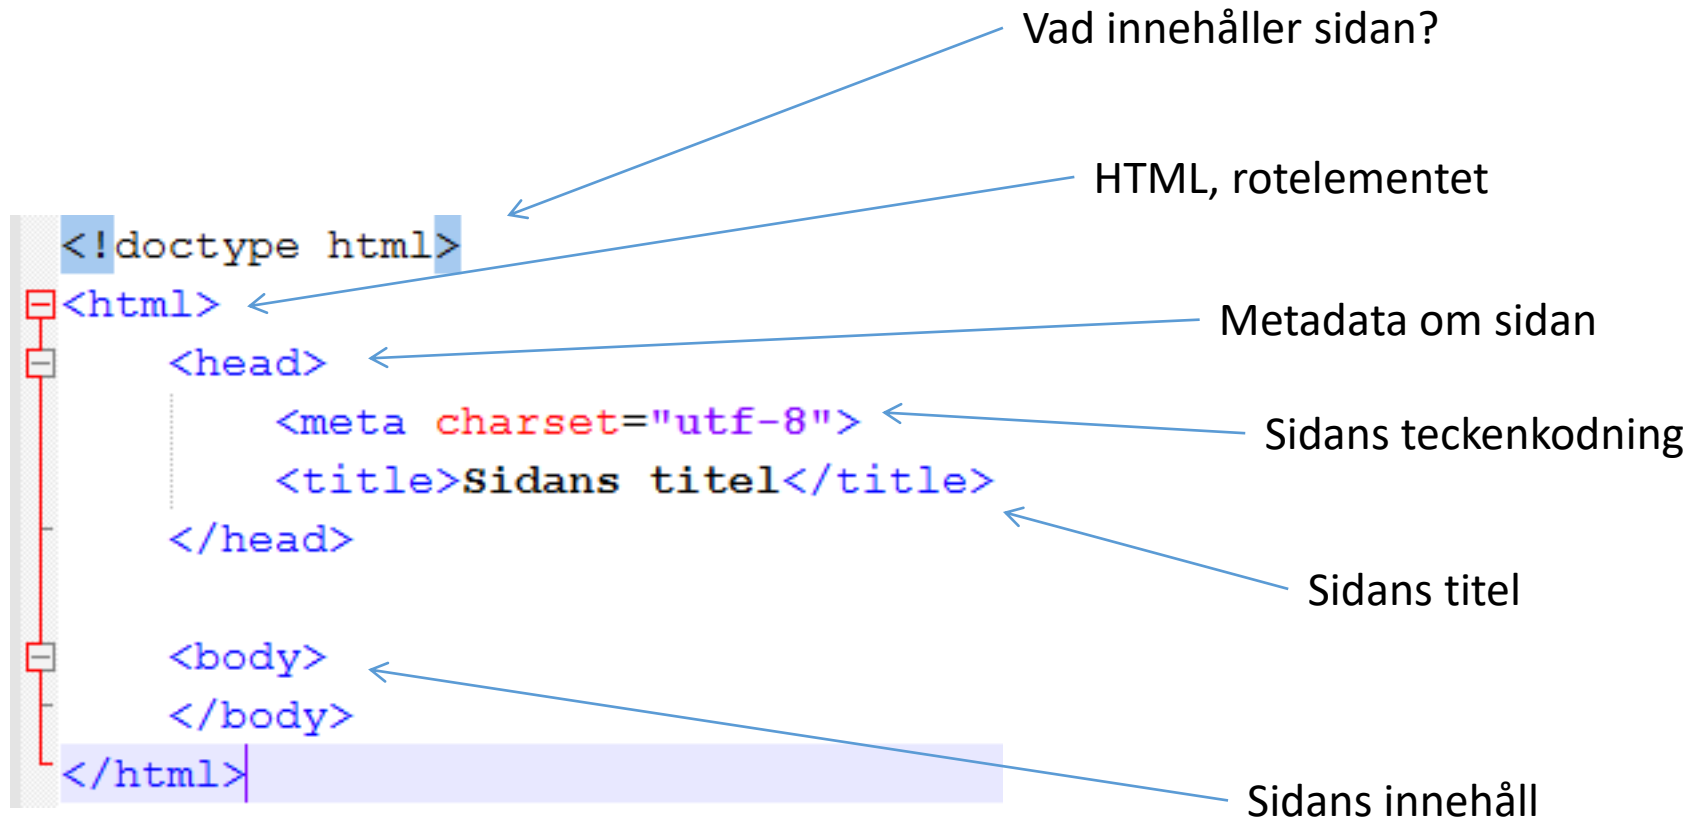 Vad innehåller sidan?
HTML, rotelementet
<!doctype html>
<html>
Metadata om sidan
<head>
<meta charset="utf-8">
Sidans teckenkodning
<title>Sidans titel</title>
</head>
Sidans titel
<body>
</body>
</html>
Sidans innehåll